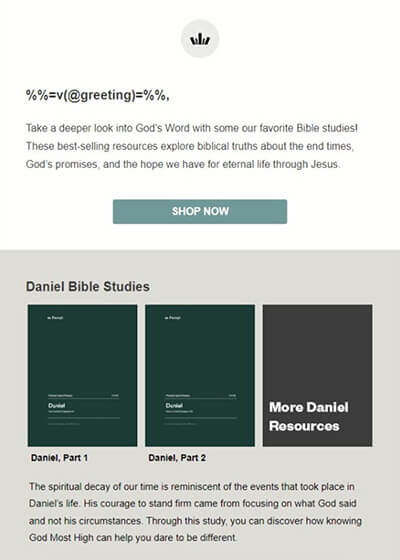 %%=v(@greeting)=%%,
Take a deeper look into God's Word with some our favorite Bible studies!
These best-selling resources explore biblical truths about the end times,
God's promises, and the hope we have for eternal life through Jesus.
SHOP NOW
Daniel Bible Studies
Daniel
Daniel
More Daniel
Resources
Daniel, Part 1
Daniel, Part 2
The spiritual decay of our time is reminiscent of the events that took place in
Daniel's life. His courage to stand firm came from focusing on what God said
and not his circumstances. Through this study, you can discover how knowing
God Most High can help you dare to be different.